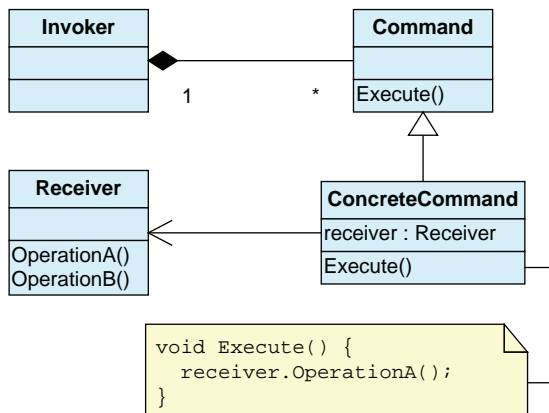 Invoker
Command
1
*
Execute()
Receiver
OperationA()
OperationB()
ConcreteCommand
receiver : Receiver
Execute()
void Execute() {
  receiver.OperationA();
}